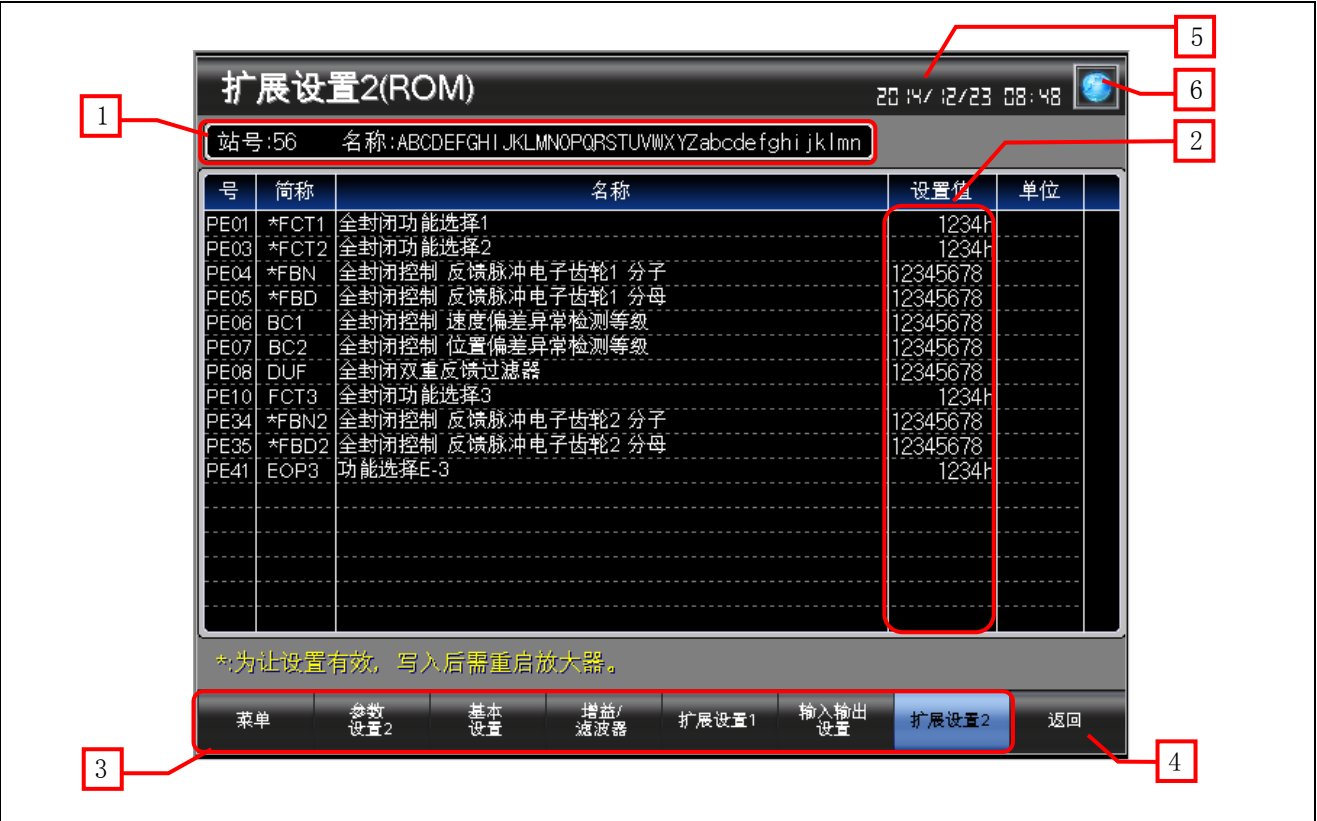 5
扩展设置2(ROM)
2014/12/23 08:48
6
1
站号:56 名称:ABCDEFGHIJKLMNOPQRSTUVWXYZabcdefghijklmn
2
号 简称 名称 设置值 单位
PE01 *FCT1 全封闭功能选择1 1234h
PE03 *FCT2 全封闭功能选择2 1234h
PE04 *FBN 全封闭控制 反馈脉冲电子齿轮1 分子 12345678
PE05 *FBD 全封闭控制 反馈脉冲电子齿轮1 分母 12345678
PE06 BC1 全封闭控制 速度偏差异常检测等级 12345678
PE07 BC2 全封闭控制 位置偏差异常检测等级 12345678
PE08 DUF 全封闭双重反馈过滤器 12345678
PE10 FCT3 全封闭功能选择3 1234h
PE34 *FBN2 全封闭控制 反馈脉冲电子齿轮2 分子 12345678
PE35 *FBD2 全封闭控制 反馈脉冲电子齿轮2 分母 12345678
PE41 EOP3 功能选择E-3 1234h
*:为让设置有效，写入后需重启放大器。
菜单 参数设置2 基本设置 增益/滤波器 扩展设置1 输入输出设置 扩展设置2 返回
3
4